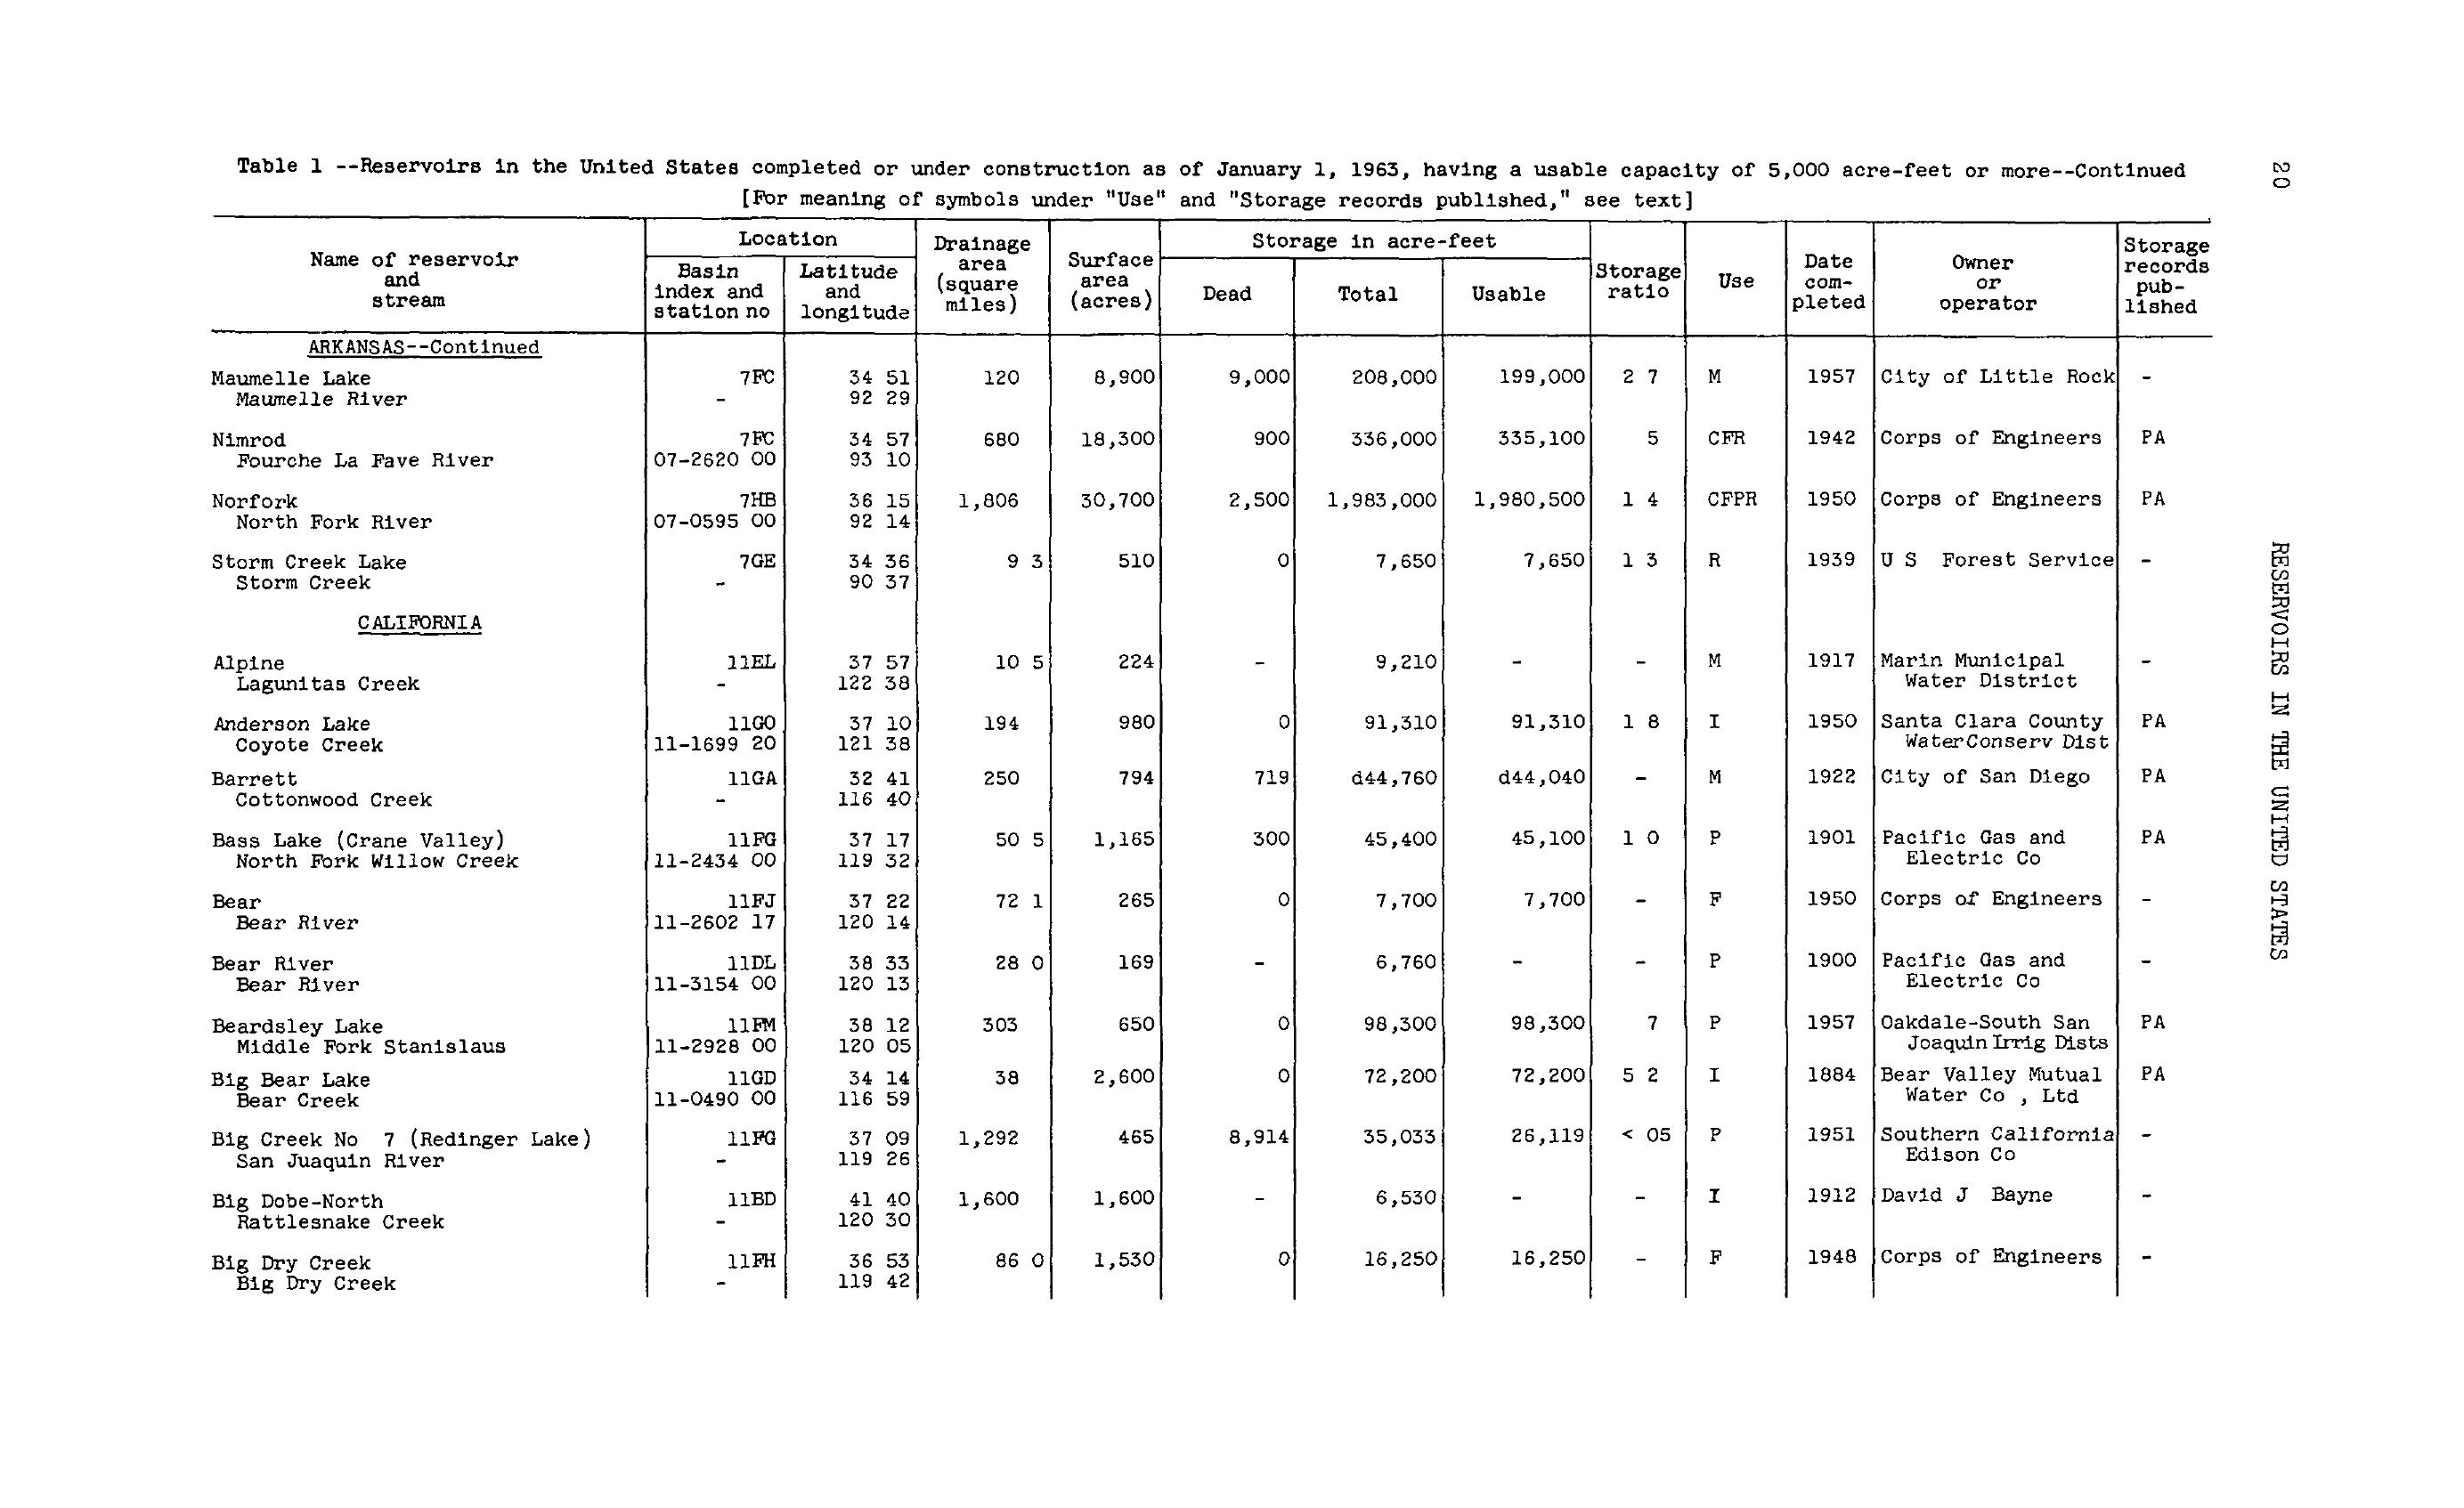 Table 1 --Reservoirs in the United States completed or under construction as of January 1, 1963, having a usable capacity of 5,000 acre-feet or more--Continued
[For meaning of symbols under "Use" and "Storage records published," see text]
20
RESERVOIRS IN THE UNITED STATES
Name of reservoir and stream | Location | Drainage area (square miles) | Surface area (acres) | Storage in acre-feet | Storage ratio | Use | Date com-pleted | Owner or operator | Storage records pub-lished
Basin index and station no | Latitude and longitude | Dead | Total | Usable
ARKANSAS--Continued
Maumelle Lake 7FC 34 51 120 8,900 9,000 208,000 199,000 2 7 M 1957 City of Little Rock -
Maumelle River - 92 29
Nimrod 7FC 34 57 680 18,300 900 336,000 335,100 5 CFR 1942 Corps of Engineers PA
Fourche La Fave River 07-2620 00 93 10
Norfork 7HB 36 15 1,806 30,700 2,500 1,983,000 1,980,500 1 4 CFPR 1950 Corps of Engineers PA
North Fork River 07-0595 00 92 14
Storm Creek Lake 7GE 34 36 9 3 510 0 7,650 7,650 1 3 R 1939 U S Forest Service -
Storm Creek - 90 37
CALIFORNIA
Alpine 11EL 37 57 10 5 224 - 9,210 - - M 1917 Marin Municipal -
Lagunitas Creek - 122 38 Water District
Anderson Lake 11GO 37 10 194 980 0 91,310 91,310 1 8 I 1950 Santa Clara County PA
Coyote Creek 11-1699 20 121 38 Water Conserv Dist
Barrett 11GA 32 41 250 794 719 d44,760 d44,040 - M 1922 City of San Diego PA
Cottonwood Creek - 116 40
Bass Lake (Crane Valley) 11FG 37 17 50 5 1,165 300 45,400 45,100 1 0 P 1901 Pacific Gas and PA
North Fork Willow Creek 11-2434 00 119 32 Electric Co
Bear 11FJ 37 22 72 1 265 0 7,700 7,700 - F 1950 Corps of Engineers -
Bear River 11-2602 17 120 14
Bear River 11DL 38 33 28 0 169 - 6,760 - - P 1900 Pacific Gas and -
Bear River 11-3154 00 120 13 Electric Co
Beardsley Lake 11FM 38 12 303 650 0 98,300 98,300 7 P 1957 Oakdale-South San PA
Middle Fork Stanislaus 11-2928 00 120 05 Joaquin Irrig Dists
Big Bear Lake 11GD 34 14 38 2,600 0 72,200 72,200 5 2 I 1884 Bear Valley Mutual PA
Bear Creek 11-0490 00 116 59 Water Co , Ltd
Big Creek No 7 (Redinger Lake) 11FG 37 09 1,292 465 8,914 35,033 26,119 < 05 P 1951 Southern California -
San Juaquin River - 119 26 Edison Co
Big Dobe-North 11BD 41 40 1,600 1,600 - 6,530 - - I 1912 David J Bayne -
Rattlesnake Creek - 120 30
Big Dry Creek 11FH 36 53 86 0 1,530 0 16,250 16,250 - F 1948 Corps of Engineers -
Big Dry Creek - 119 42